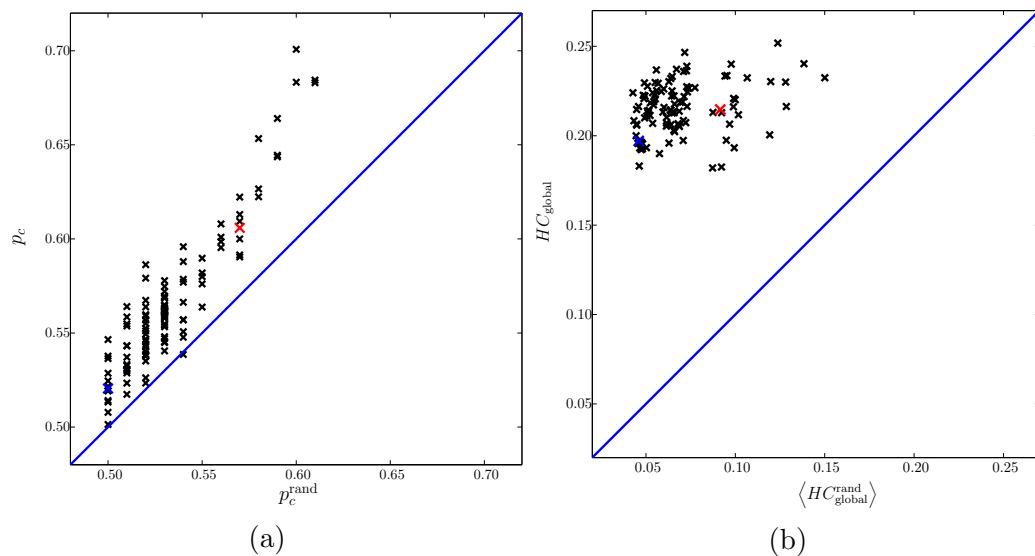 0.70
0.65
0.60
0.55
0.50
p_c
0.50 0.55 0.60 0.65 0.70
p_c^rand
(a)
0.25
0.20
0.15
0.10
0.05
HC_global
0.05 0.10 0.15 0.20 0.25
⟨HC_global^rand⟩
(b)